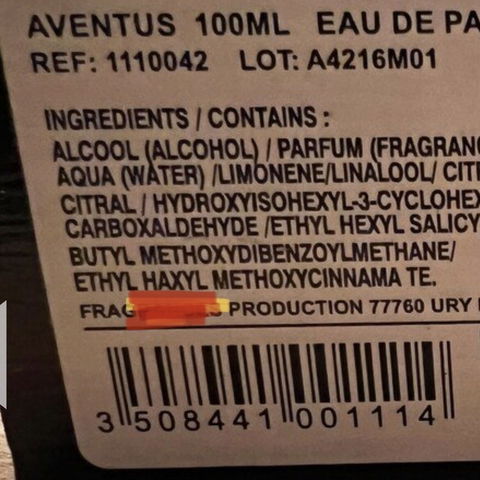 AVENTUS 100ML EAU DE PA
REF: 1110042 LOT: A4216M01
INGREDIENTS / CONTAINS :
ALCOOL (ALCOHOL) / PARFUM (FRAGRANC
AQUA (WATER) /LIMONENE/LINALOOL/ CIT
CITRAL / HYDROXYISOHEXYL-3-CYCLOHEX
CARBOXALDEHYDE /ETHYL HEXYL SALICY
BUTYL METHOXYDIBENZOYLMETHANE/
ETHYL HAXYL METHOXYCINNAMA TE.
FRAG PRODUCTION 77760 URY
3 508441 001114